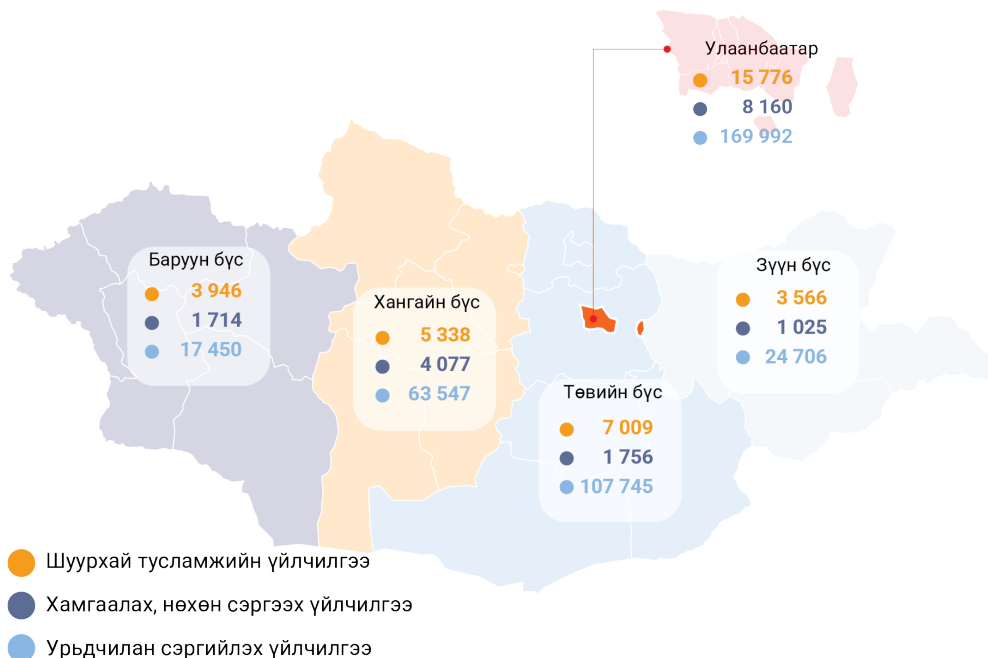 Улаанбаатар
15 776
8 160
169 992
Баруун бүс
3 946
1 714
17 450
Хангайн бүс
5 338
4 077
63 547
Төвийн бүс
7 009
1 756
107 745
Зүүн бүс
3 566
1 025
24 706
Шуурхай тусламжийн үйлчилгээ
Хамгаалах, нөхөн сэргээх үйлчилгээ
Урьдчилан сэргийлэх үйлчилгээ